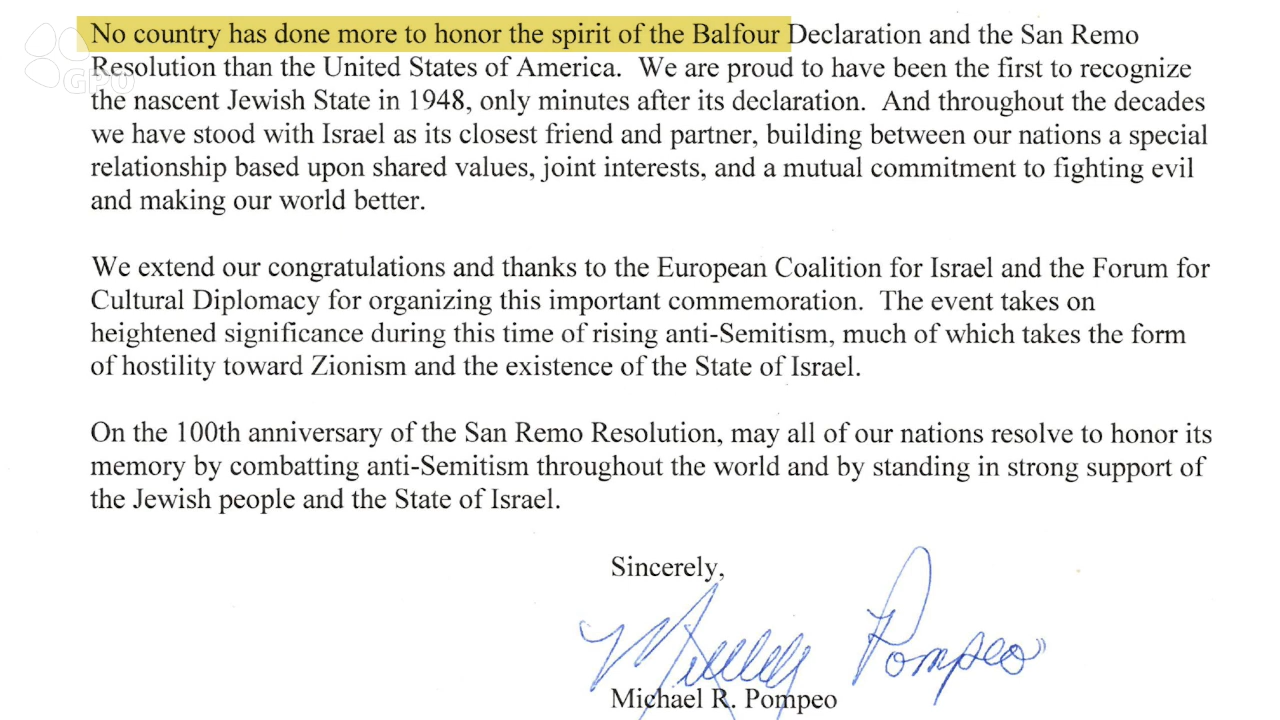 No country has done more to honor the spirit of the Balfour Declaration and the San Remo
Resolution than the United States of America.  We are proud to have been the first to recognize
the nascent Jewish State in 1948, only minutes after its declaration.  And throughout the decades
we have stood with Israel as its closest friend and partner, building between our nations a special
relationship based upon shared values, joint interests, and a mutual commitment to fighting evil
and making our world better.
We extend our congratulations and thanks to the European Coalition for Israel and the Forum for
Cultural Diplomacy for organizing this important commemoration.  The event takes on
heightened significance during this time of rising anti-Semitism, much of which takes the form
of hostility toward Zionism and the existence of the State of Israel.
On the 100th anniversary of the San Remo Resolution, may all of our nations resolve to honor its
memory by combatting anti-Semitism throughout the world and by standing in strong support of
the Jewish people and the State of Israel.
Sincerely,
Michael R. Pompeo
GPO